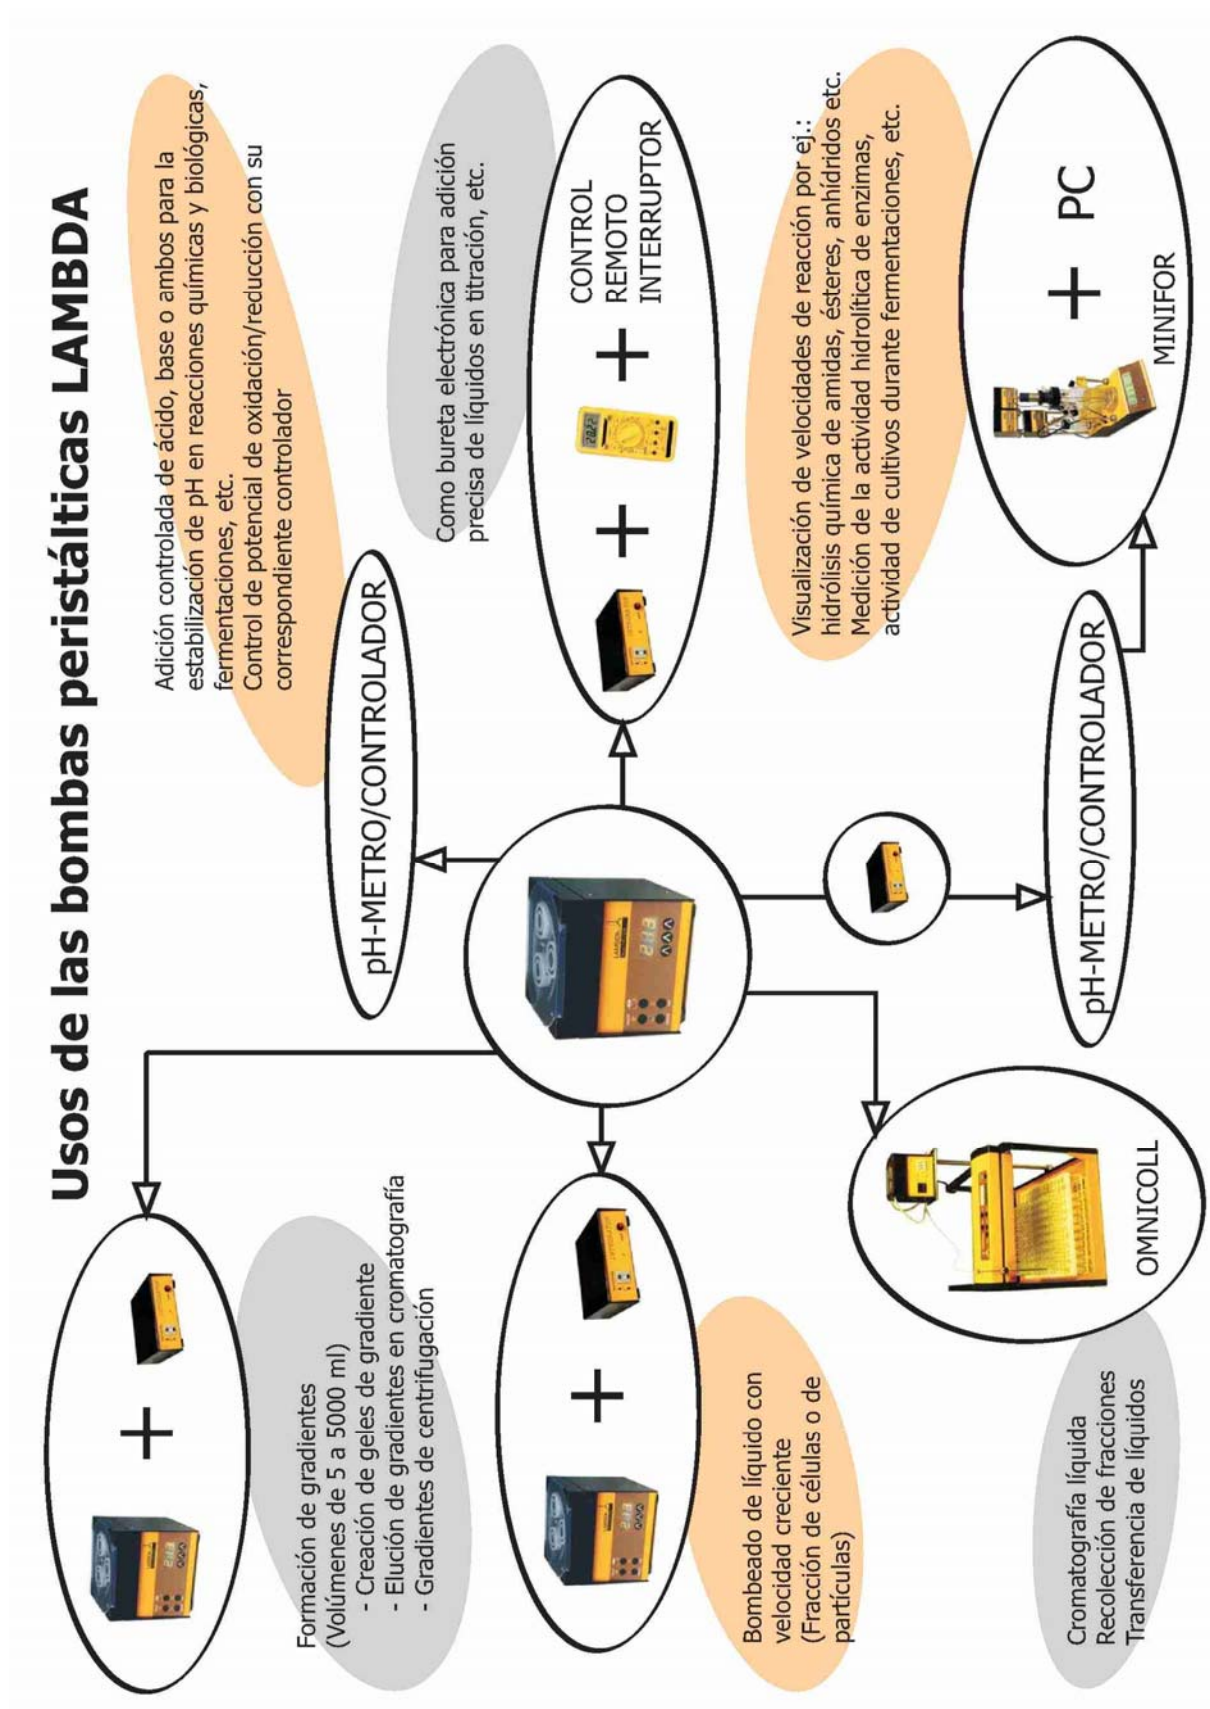 Usos de las bombas peristálticas LAMBDA
Formación de gradientes
(Volúmenes de 5 a 5000 ml)
- Creación de geles de gradiente
- Elución de gradientes en cromatografía
- Gradientes de centrifugación
pH-METRO/CONTROLADOR
Adición controlada de ácido, base o ambos para la
estabilización de pH en reacciones químicas y biológicas,
fermentaciones, etc.
Control de potencial de oxidación/reducción con su
correspondiente controlador
Bombeado de líquido con
velocidad creciente
(Fracción de células o de
partículas)
Como bureta electrónica para adición
precisa de líquidos en titración, etc.
CONTROL
REMOTO
INTERRUPTOR
OMNICOLL
Cromatografía líquida
Recolección de fracciones
Transferencia de líquidos
pH-METRO/CONTROLADOR
Visualización de velocidades de reacción por ej.:
hidrólisis química de amidas, ésteres, anhídridos etc.
Medición de la actividad hidrolítica de enzimas,
actividad de cultivos durante fermentaciones, etc.
+ PC
MINIFOR